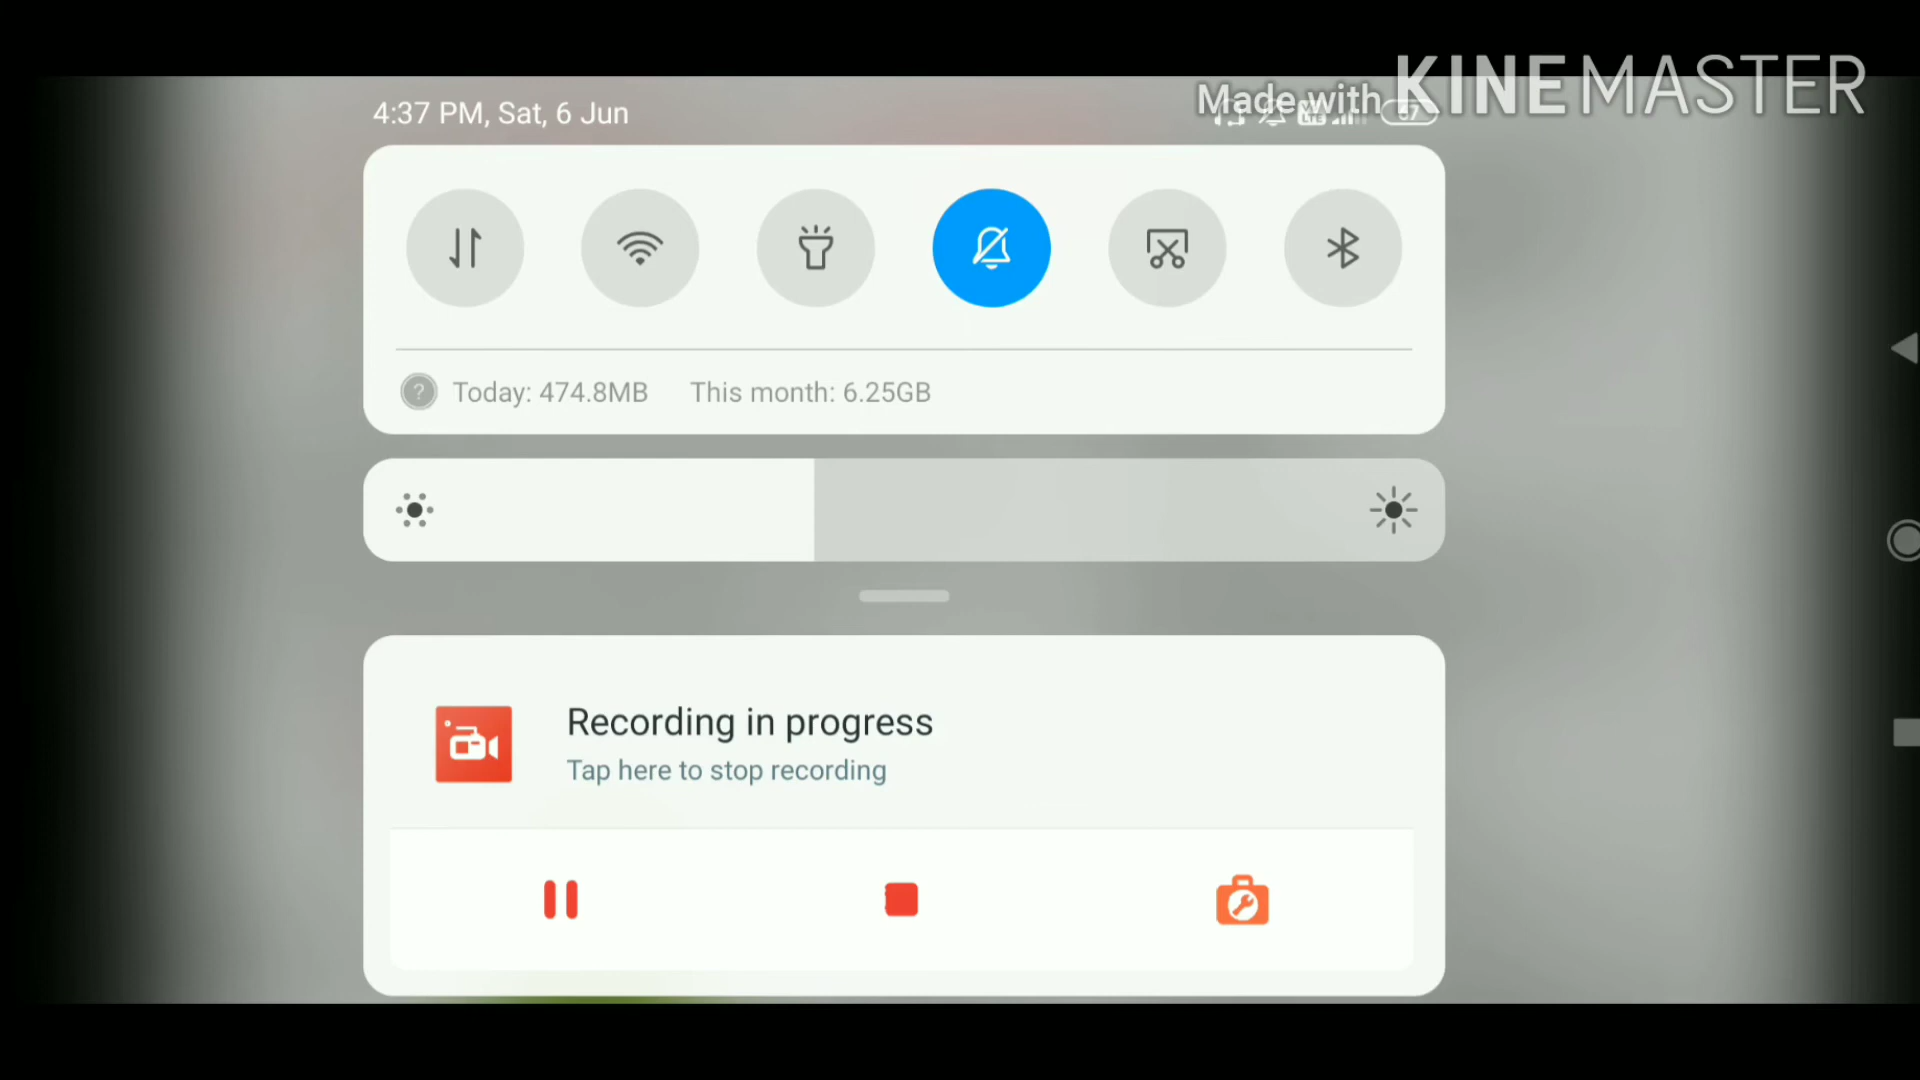 Made with KINEMASTER
4:37 PM, Sat, 6 Jun
67
Today: 474.8MB This month: 6.25GB
Recording in progress
Tap here to stop recording